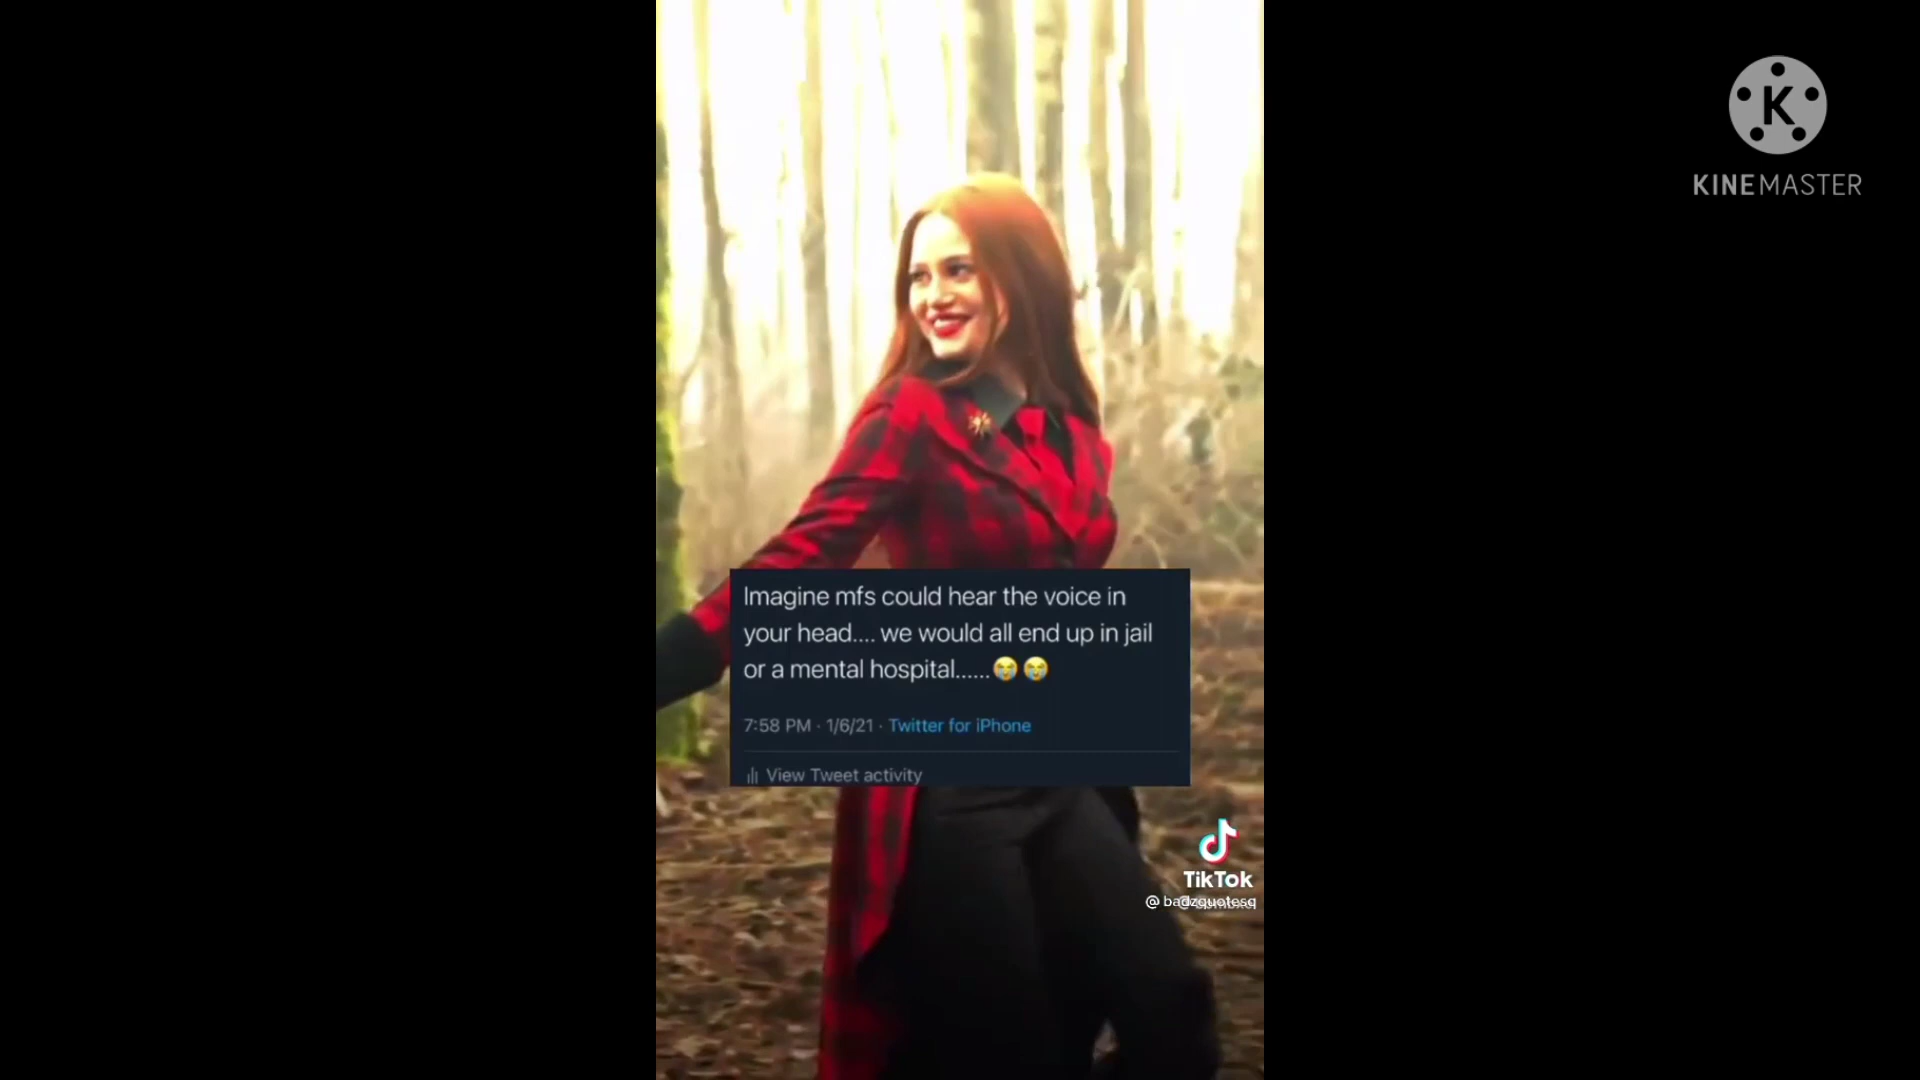 K
KINEMASTER
Imagine mfs could hear the voice in
your head.... we would all end up in jail
or a mental hospital......😭😭
7:58 PM · 1/6/21 · Twitter for iPhone
View Tweet activity
TikTok